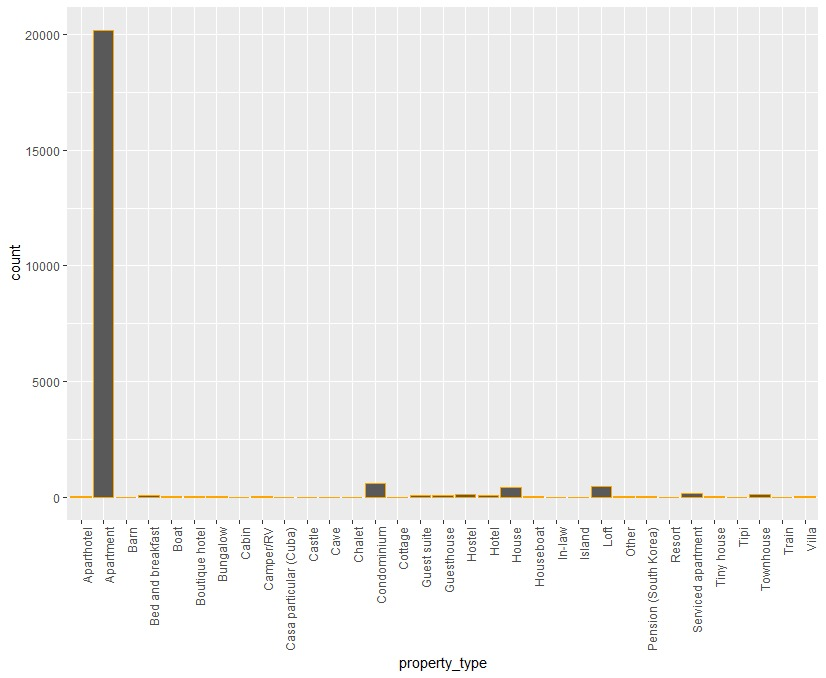 20000
15000
10000
5000
0
count
Aparthotel
Apartment
Barn
Bed and breakfast
Boat
Boutique hotel
Bungalow
Cabin
Camper/RV
Casa particular (Cuba)
Castle
Cave
Chalet
Condominium
Cottage
Guest suite
Guesthouse
Hostel
Hotel
House
Houseboat
In-law
Island
Loft
Other
Pension (South Korea)
Resort
Serviced apartment
Tiny house
Tipi
Townhouse
Train
Villa
property_type